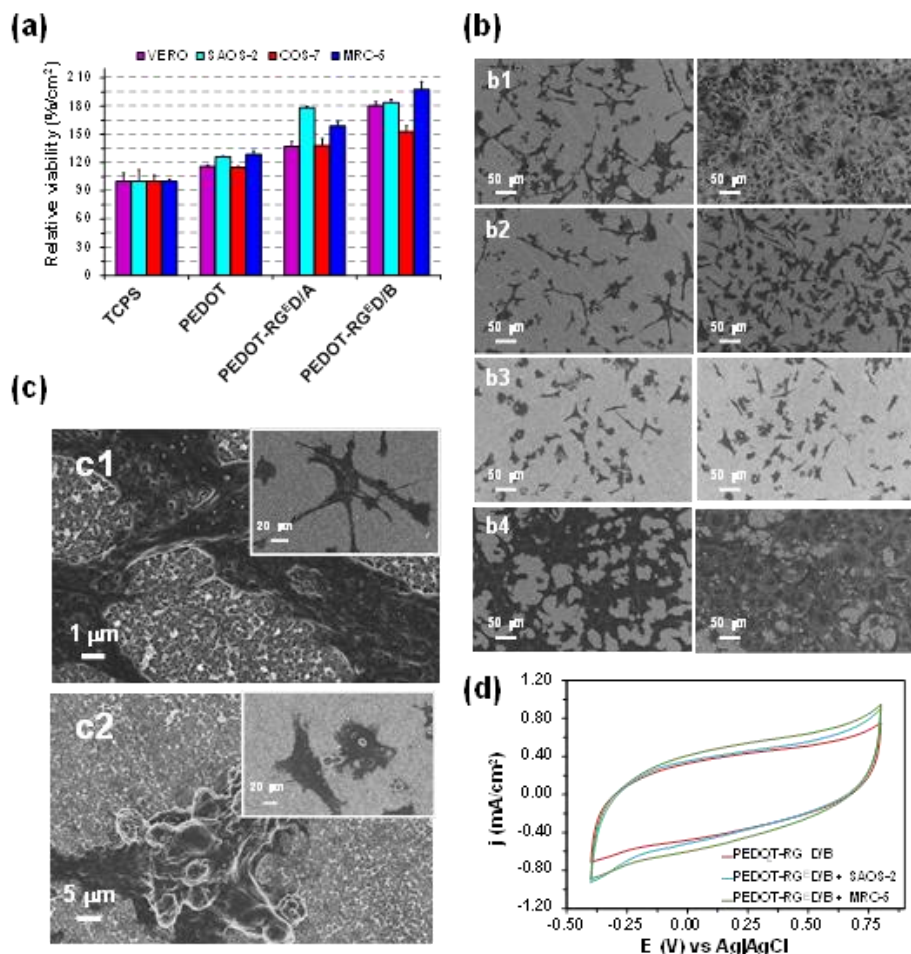 (a)
VERO SAOS-2 COS-7 MRC-5
Relative viability (%/cm²)
210
180
150
120
90
60
30
0
TCPS
PEDOT
PEDOT-RGᴱD/A
PEDOT-RGᴱD/B
(b)
b1
50 µm
50 µm
b2
50 µm
50 µm
b3
50 µm
50 µm
b4
50 µm
50 µm
(c)
c1
20 µm
1 µm
c2
20 µm
5 µm
(d)
j (mA/cm²)
1.20
0.80
0.40
0.00
-0.40
-0.80
-1.20
PEDOT-RGᴱD/B
PEDOT-RGᴱD/B + SAOS-2
PEDOT-RGᴱD/B + MRC-5
-0.50 -0.25 0.00 0.25 0.50 0.75
E (V) vs Ag|AgCl